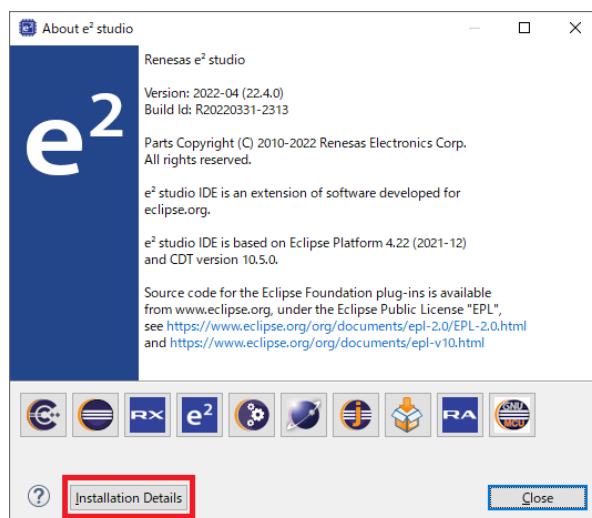 About e² studio
e²
Renesas e² studio
Version: 2022-04 (22.4.0)
Build Id: R20220331-2313
Parts Copyright (C) 2010-2022 Renesas Electronics Corp.
All rights reserved.
e² studio IDE is an extension of software developed for
eclipse.org.
e² studio IDE is based on Eclipse Platform 4.22 (2021-12)
and CDT version 10.5.0.
Source code for the Eclipse Foundation plug-ins is available
from www.eclipse.org, under the Eclipse Public License "EPL",
see https://www.eclipse.org/org/documents/epl-2.0/EPL-2.0.html
and https://www.eclipse.org/org/documents/epl-v10.html
RX e² j RA GNU MCU
? Installation Details Close